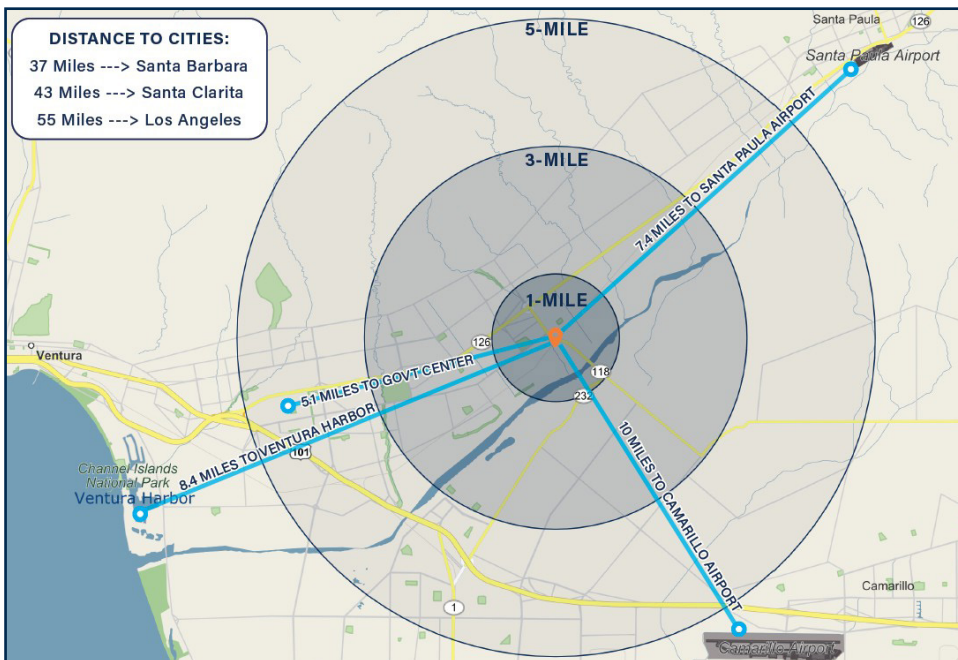 DISTANCE TO CITIES:
37 Miles ---> Santa Barbara
43 Miles ---> Santa Clarita
55 Miles ---> Los Angeles
5-MILE
Santa Paula
126
Santa Paula Airport
3-MILE
7.4 MILES TO SANTA PAULA AIRPORT
1-MILE
126
Ventura
118
5.1 MILES TO GOVT CENTER
232
8.4 MILES TO VENTURA HARBOR
101
10 MILES TO CAMARILLO AIRPORT
Channel Islands
National Park
Ventura Harbor
Camarillo
1
Camarillo Airport